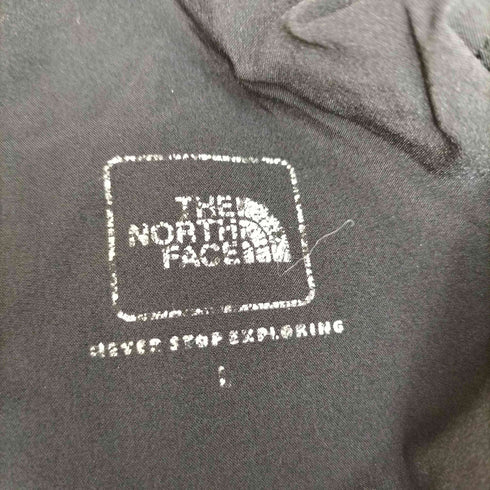 THE
NORTH
FACE
NEVER STOP EXPLORING
L